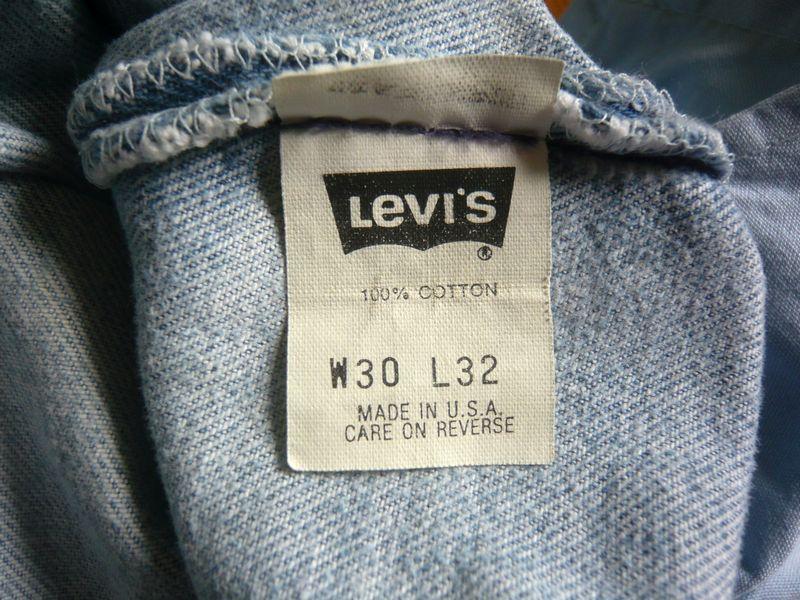 Levi's
®
100% COTTON
W30 L32
MADE IN U.S.A.
CARE ON REVERSE